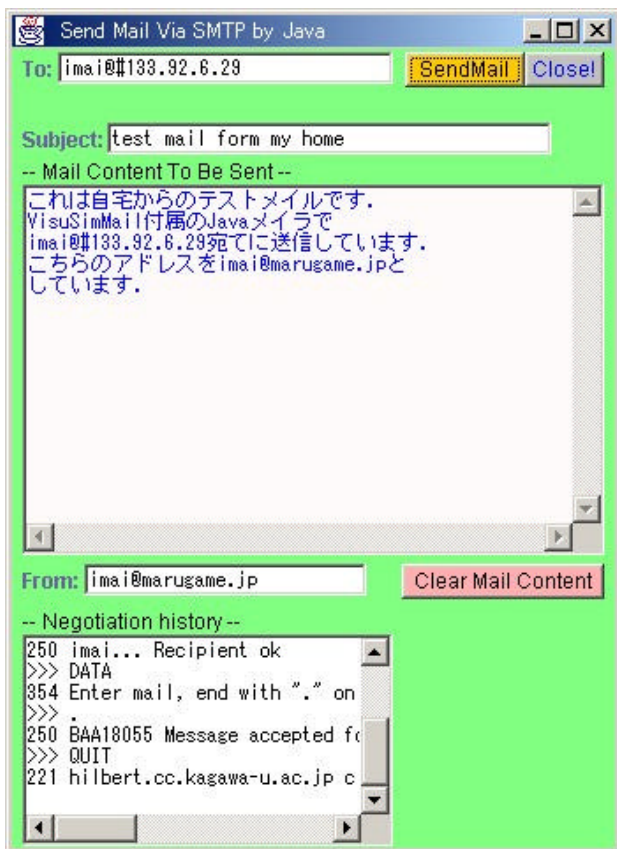 Send Mail Via SMTP by Java
To: imai@#133.92.6.29 SendMail Close!
Subject: test mail form my home
-- Mail Content To Be Sent --
これは自宅からのテストメイルです.
VisuSimMail付属のJavaメイラで
imai@#133.92.6.29宛てに送信しています.
こちらのアドレスをimai@marugame.jpと
しています.
From: imai@marugame.jp Clear Mail Content
-- Negotiation history --
250 imai... Recipient ok
>>> DATA
354 Enter mail, end with "." on
>>> .
250 BAA18055 Message accepted fo
>>> QUIT
221 hilbert.cc.kagawa-u.ac.jp c